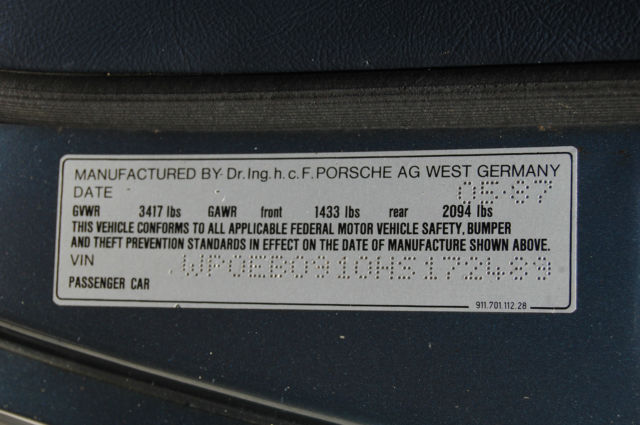 MANUFACTURED BY Dr. Ing. h. c. F. PORSCHE AG WEST GERMANY
DATE 05-87
GVWR 3417 lbs GAWR front 1433 lbs rear 2094 lbs
THIS VEHICLE CONFORMS TO ALL APPLICABLE FEDERAL MOTOR VEHICLE SAFETY, BUMPER
AND THEFT PREVENTION STANDARDS IN EFFECT ON THE DATE OF MANUFACTURE SHOWN ABOVE.
VIN WP0EB0910HS172489
PASSENGER CAR
911.701.112.28